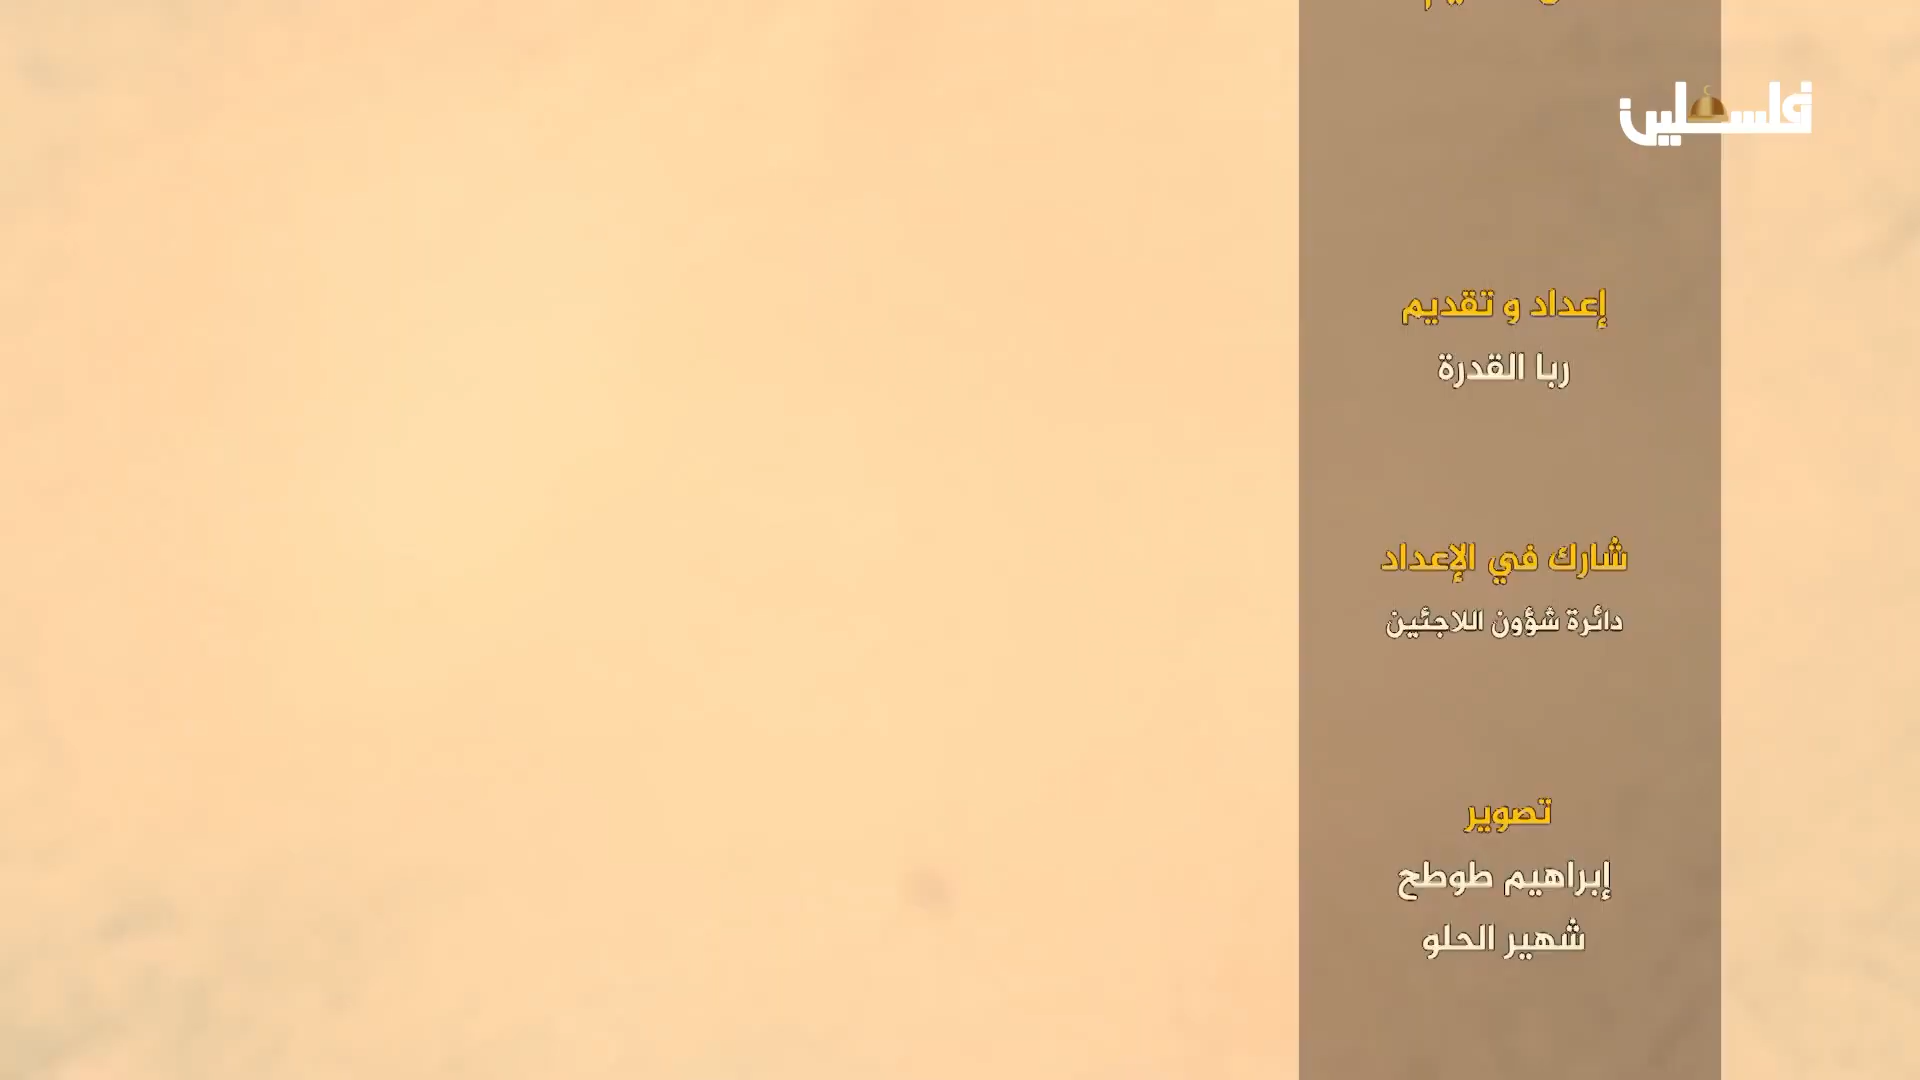 فلسطين
إعداد و تقديم
ربا القدرة
شارك في الإعداد
دائرة شؤون اللاجئين
تصوير
إبراهيم طوطح
شهير الحلو